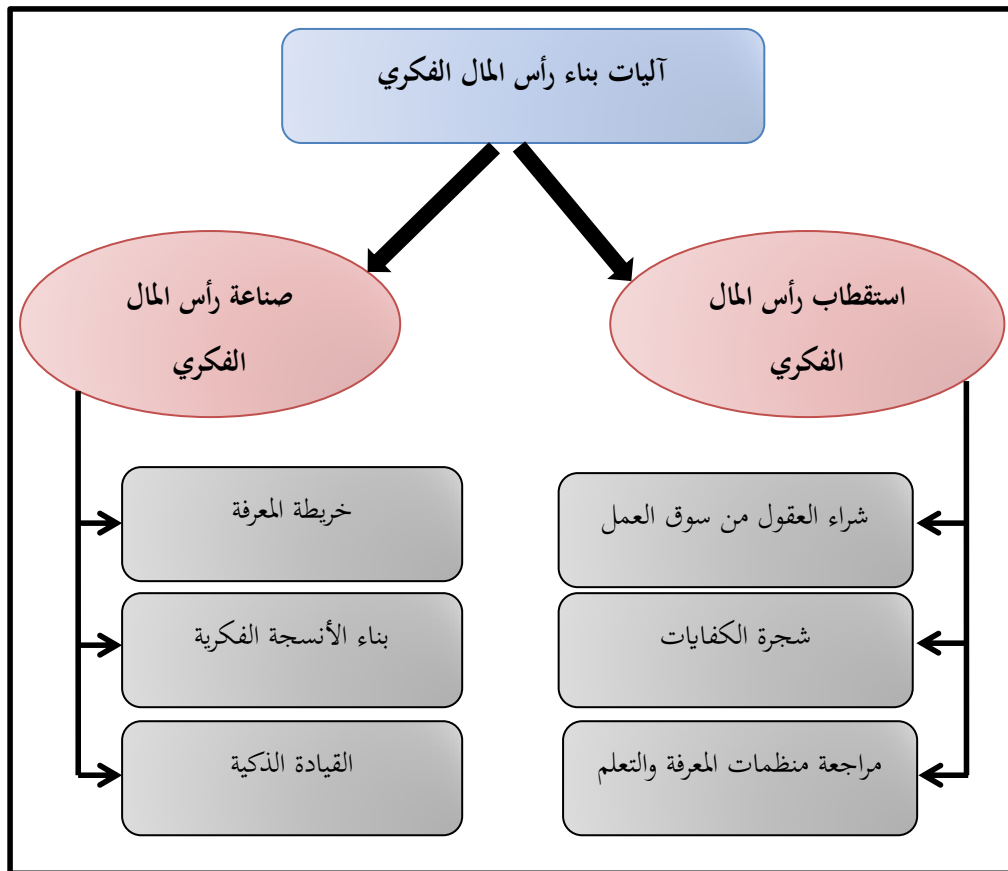 آليات بناء رأس المال الفكري
استقطاب رأس المال
الفكري
شراء العقول من سوق العمل
شجرة الكفايات
مراجعة منظمات المعرفة والتعلم
صناعة رأس المال
الفكري
خريطة المعرفة
بناء الأنسجة الفكرية
القيادة الذكية